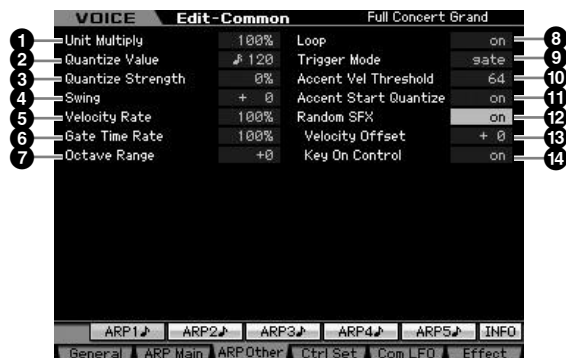 VOICE Edit-Common Full Concert Grand
1 Unit Multiply 100% Loop on 8
2 Quantize Value ♪ 120 Trigger Mode gate 9
3 Quantize Strength 0% Accent Vel Threshold 64 10
4 Swing + 0 Accent Start Quantize on 11
5 Velocity Rate 100% Random SFX on 12
6 Gate Time Rate 100% Velocity Offset + 0 13
7 Octave Range +0 Key On Control on 14
ARP1♪ ARP2♪ ARP3♪ ARP4♪ ARP5♪ INFO
General ARP Main ARP Other Ctrl Set Com LFO Effect